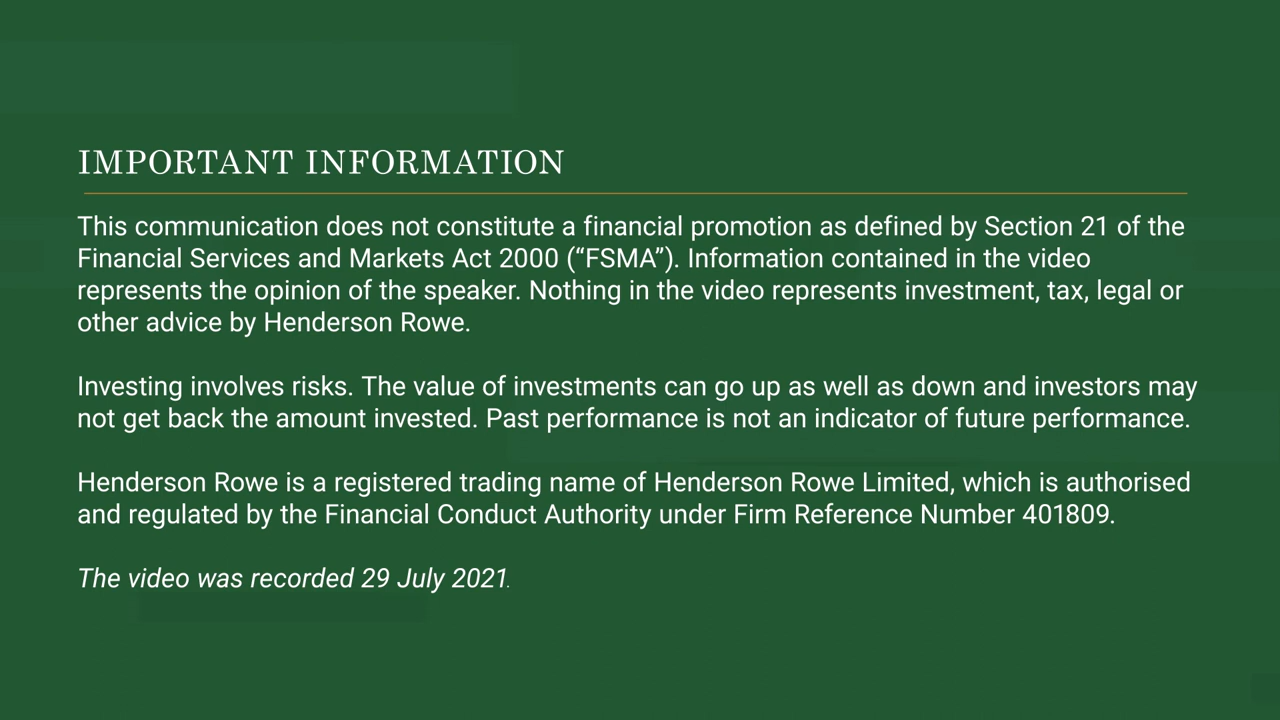 IMPORTANT INFORMATION
This communication does not constitute a financial promotion as defined by Section 21 of the
Financial Services and Markets Act 2000 (“FSMA”). Information contained in the video
represents the opinion of the speaker. Nothing in the video represents investment, tax, legal or
other advice by Henderson Rowe.
Investing involves risks. The value of investments can go up as well as down and investors may
not get back the amount invested. Past performance is not an indicator of future performance.
Henderson Rowe is a registered trading name of Henderson Rowe Limited, which is authorised
and regulated by the Financial Conduct Authority under Firm Reference Number 401809.
The video was recorded 29 July 2021.